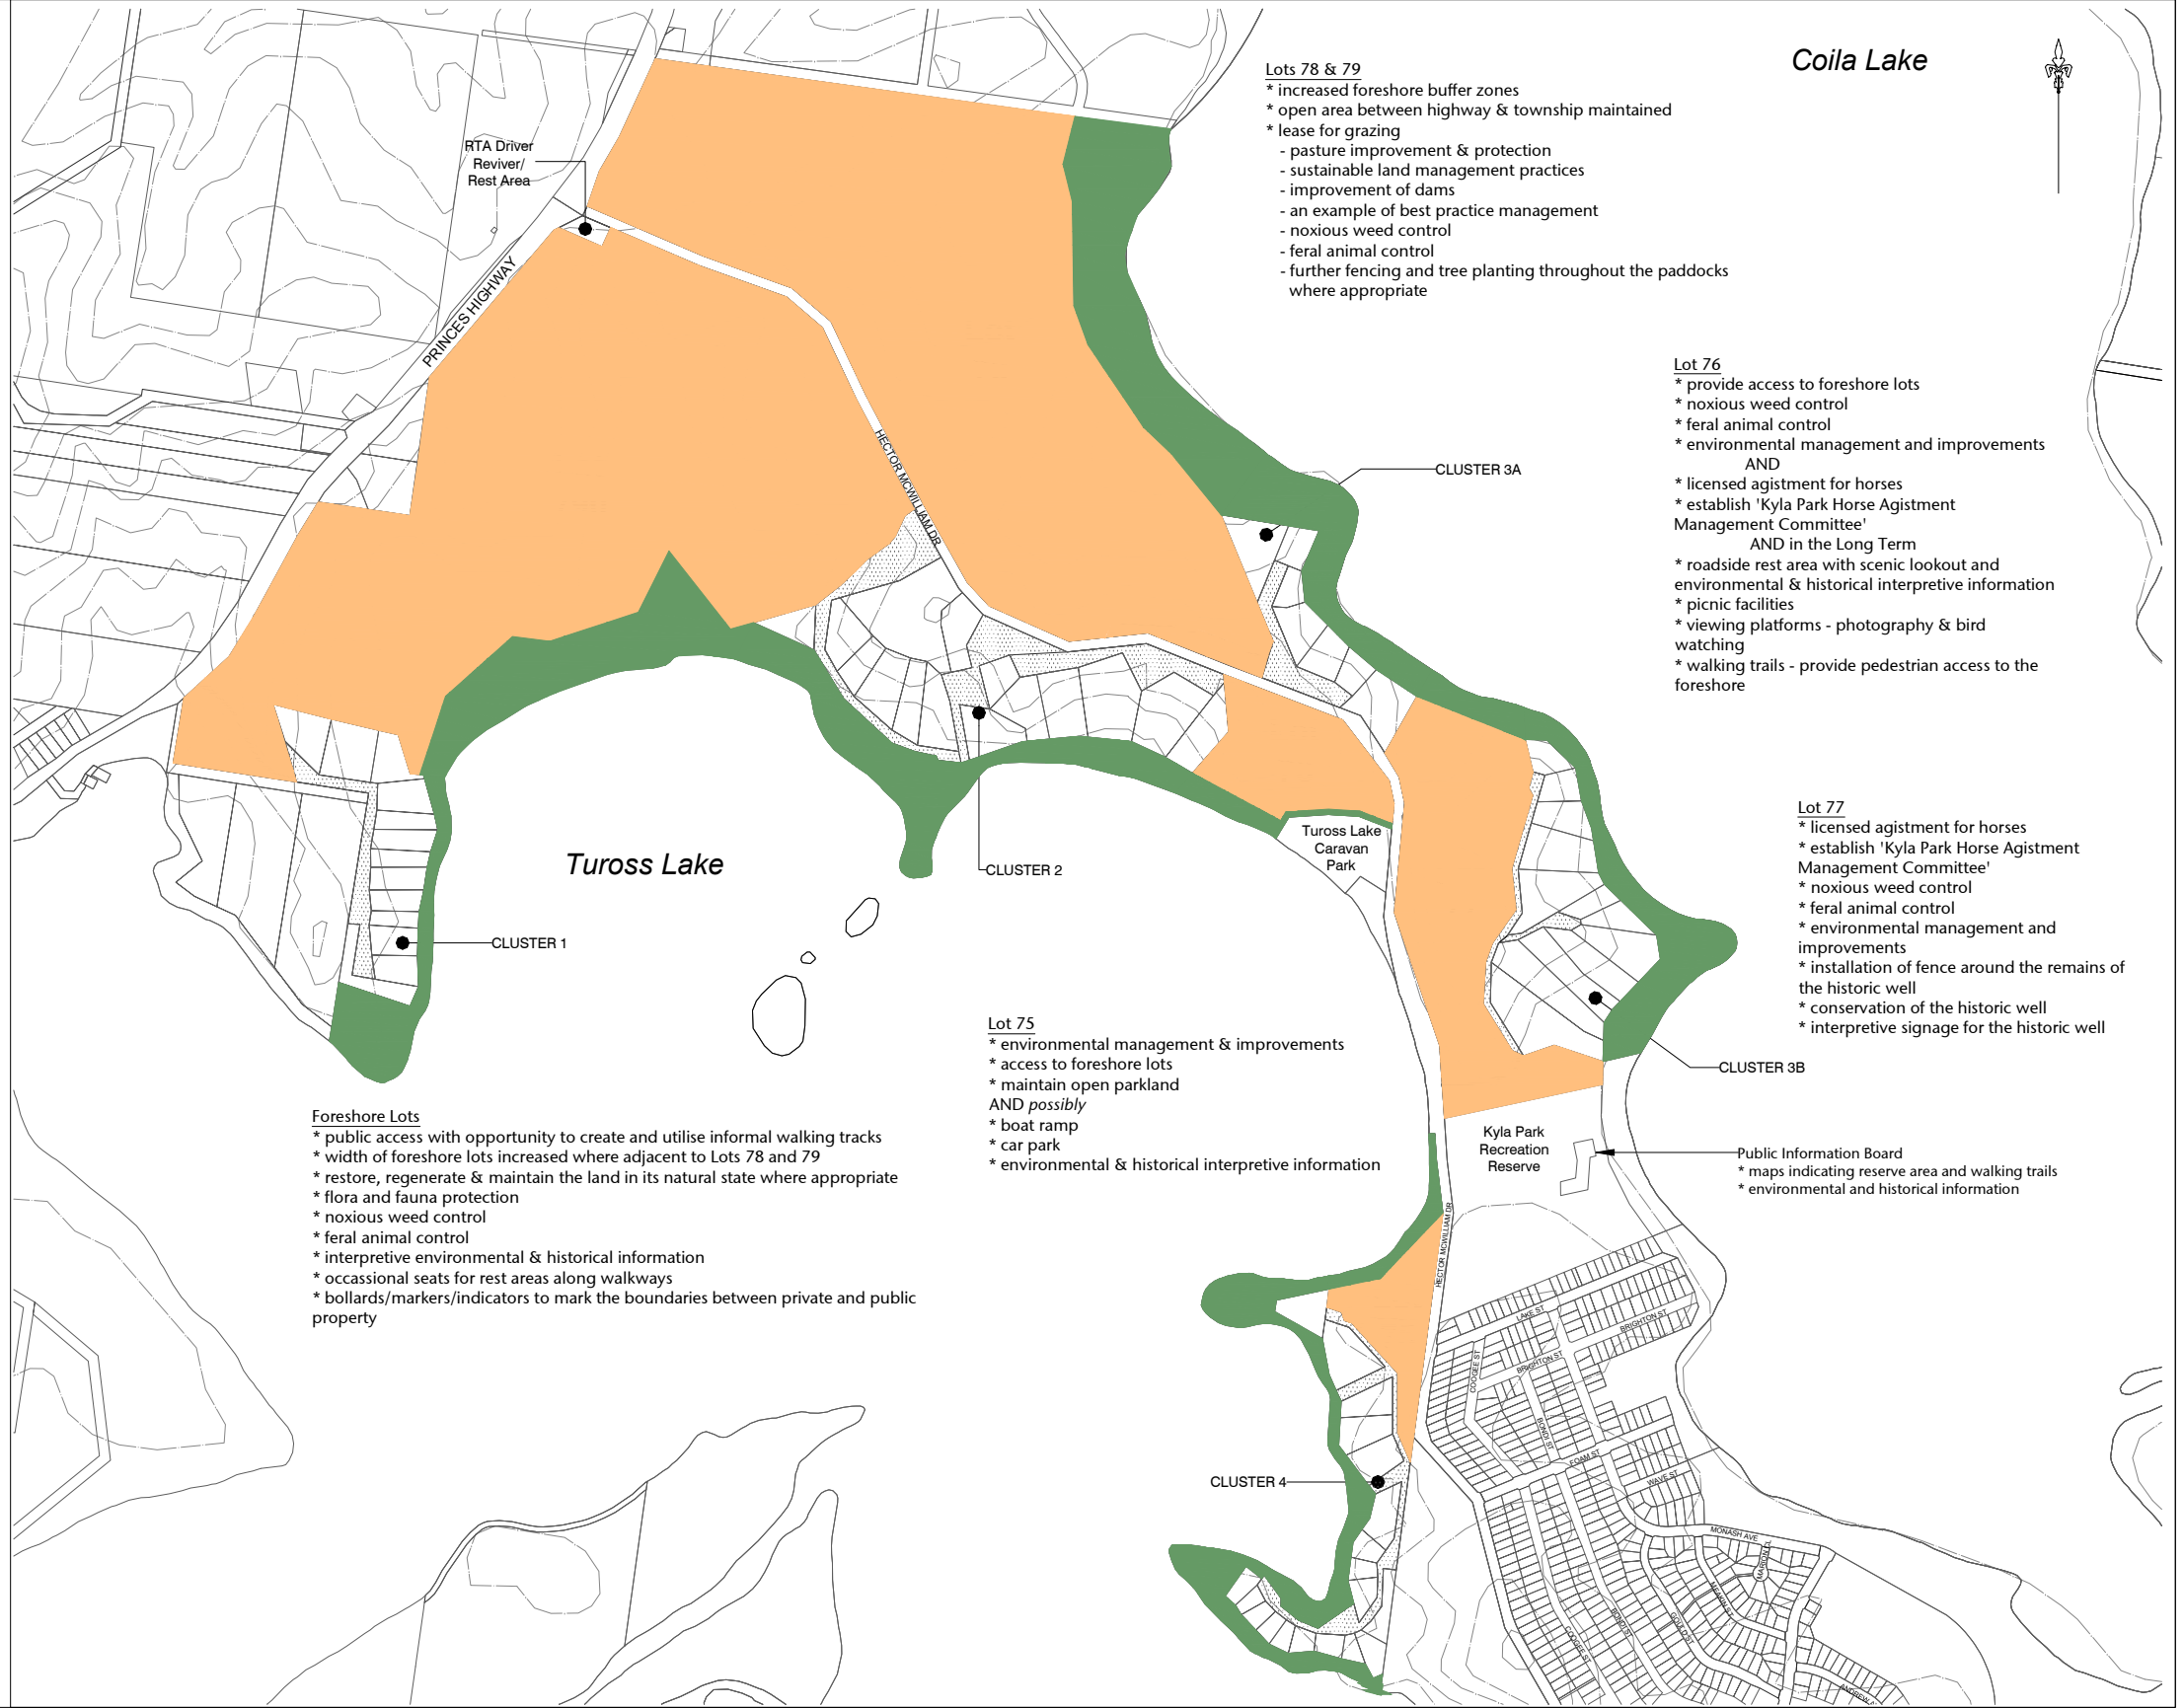 Coila Lake
Lots 78 & 79
* increased foreshore buffer zones
* open area between highway & township maintained
* lease for grazing
- pasture improvement & protection
- sustainable land management practices
- improvement of dams
- an example of best practice management
- noxious weed control
- feral animal control
- further fencing and tree planting throughout the paddocks
where appropriate
RTA Driver
Reviver/
Rest Area
PRINCES HIGHWAY
HECTOR MCWILLIAM DR
CLUSTER 3A
Lot 76
* provide access to foreshore lots
* noxious weed control
* feral animal control
* environmental management and improvements
AND
* licensed agistment for horses
* establish 'Kyla Park Horse Agistment
Management Committee'
AND in the Long Term
* roadside rest area with scenic lookout and
environmental & historical interpretive information
* picnic facilities
* viewing platforms - photography & bird
watching
* walking trails - provide pedestrian access to the
foreshore
Tuross Lake
Tuross Lake
Caravan
Park
CLUSTER 2
CLUSTER 1
Lot 77
* licensed agistment for horses
* establish 'Kyla Park Horse Agistment
Management Committee'
* noxious weed control
* feral animal control
* environmental management and
improvements
* installation of fence around the remains of
the historic well
* conservation of the historic well
* interpretive signage for the historic well
CLUSTER 3B
Lot 75
* environmental management & improvements
* access to foreshore lots
* maintain open parkland
AND possibly
* boat ramp
* car park
* environmental & historical interpretive information
Foreshore Lots
* public access with opportunity to create and utilise informal walking tracks
* width of foreshore lots increased where adjacent to Lots 78 and 79
* restore, regenerate & maintain the land in its natural state where appropriate
* flora and fauna protection
* noxious weed control
* feral animal control
* interpretive environmental & historical information
* occassional seats for rest areas along walkways
* bollards/markers/indicators to mark the boundaries between private and public
property
Kyla Park
Recreation
Reserve
Public Information Board
* maps indicating reserve area and walking trails
* environmental and historical information
HECTOR MCWILLIAM DR
LAKE ST
BRIGHTON ST
BRIGHTON ST
COOGEE ST
BONDI ST
FOAM ST
WAVE ST
CLUSTER 4
MONASH AVE
MARION CL
BONDI ST
GOULD ST
COOGEE ST